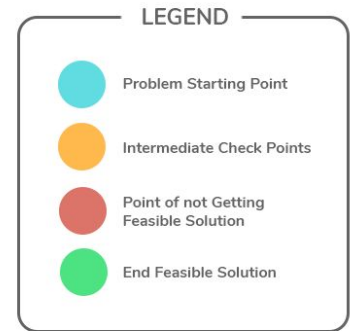 LEGEND
Problem Starting Point
Intermediate Check Points
Point of not Getting
Feasible Solution
End Feasible Solution